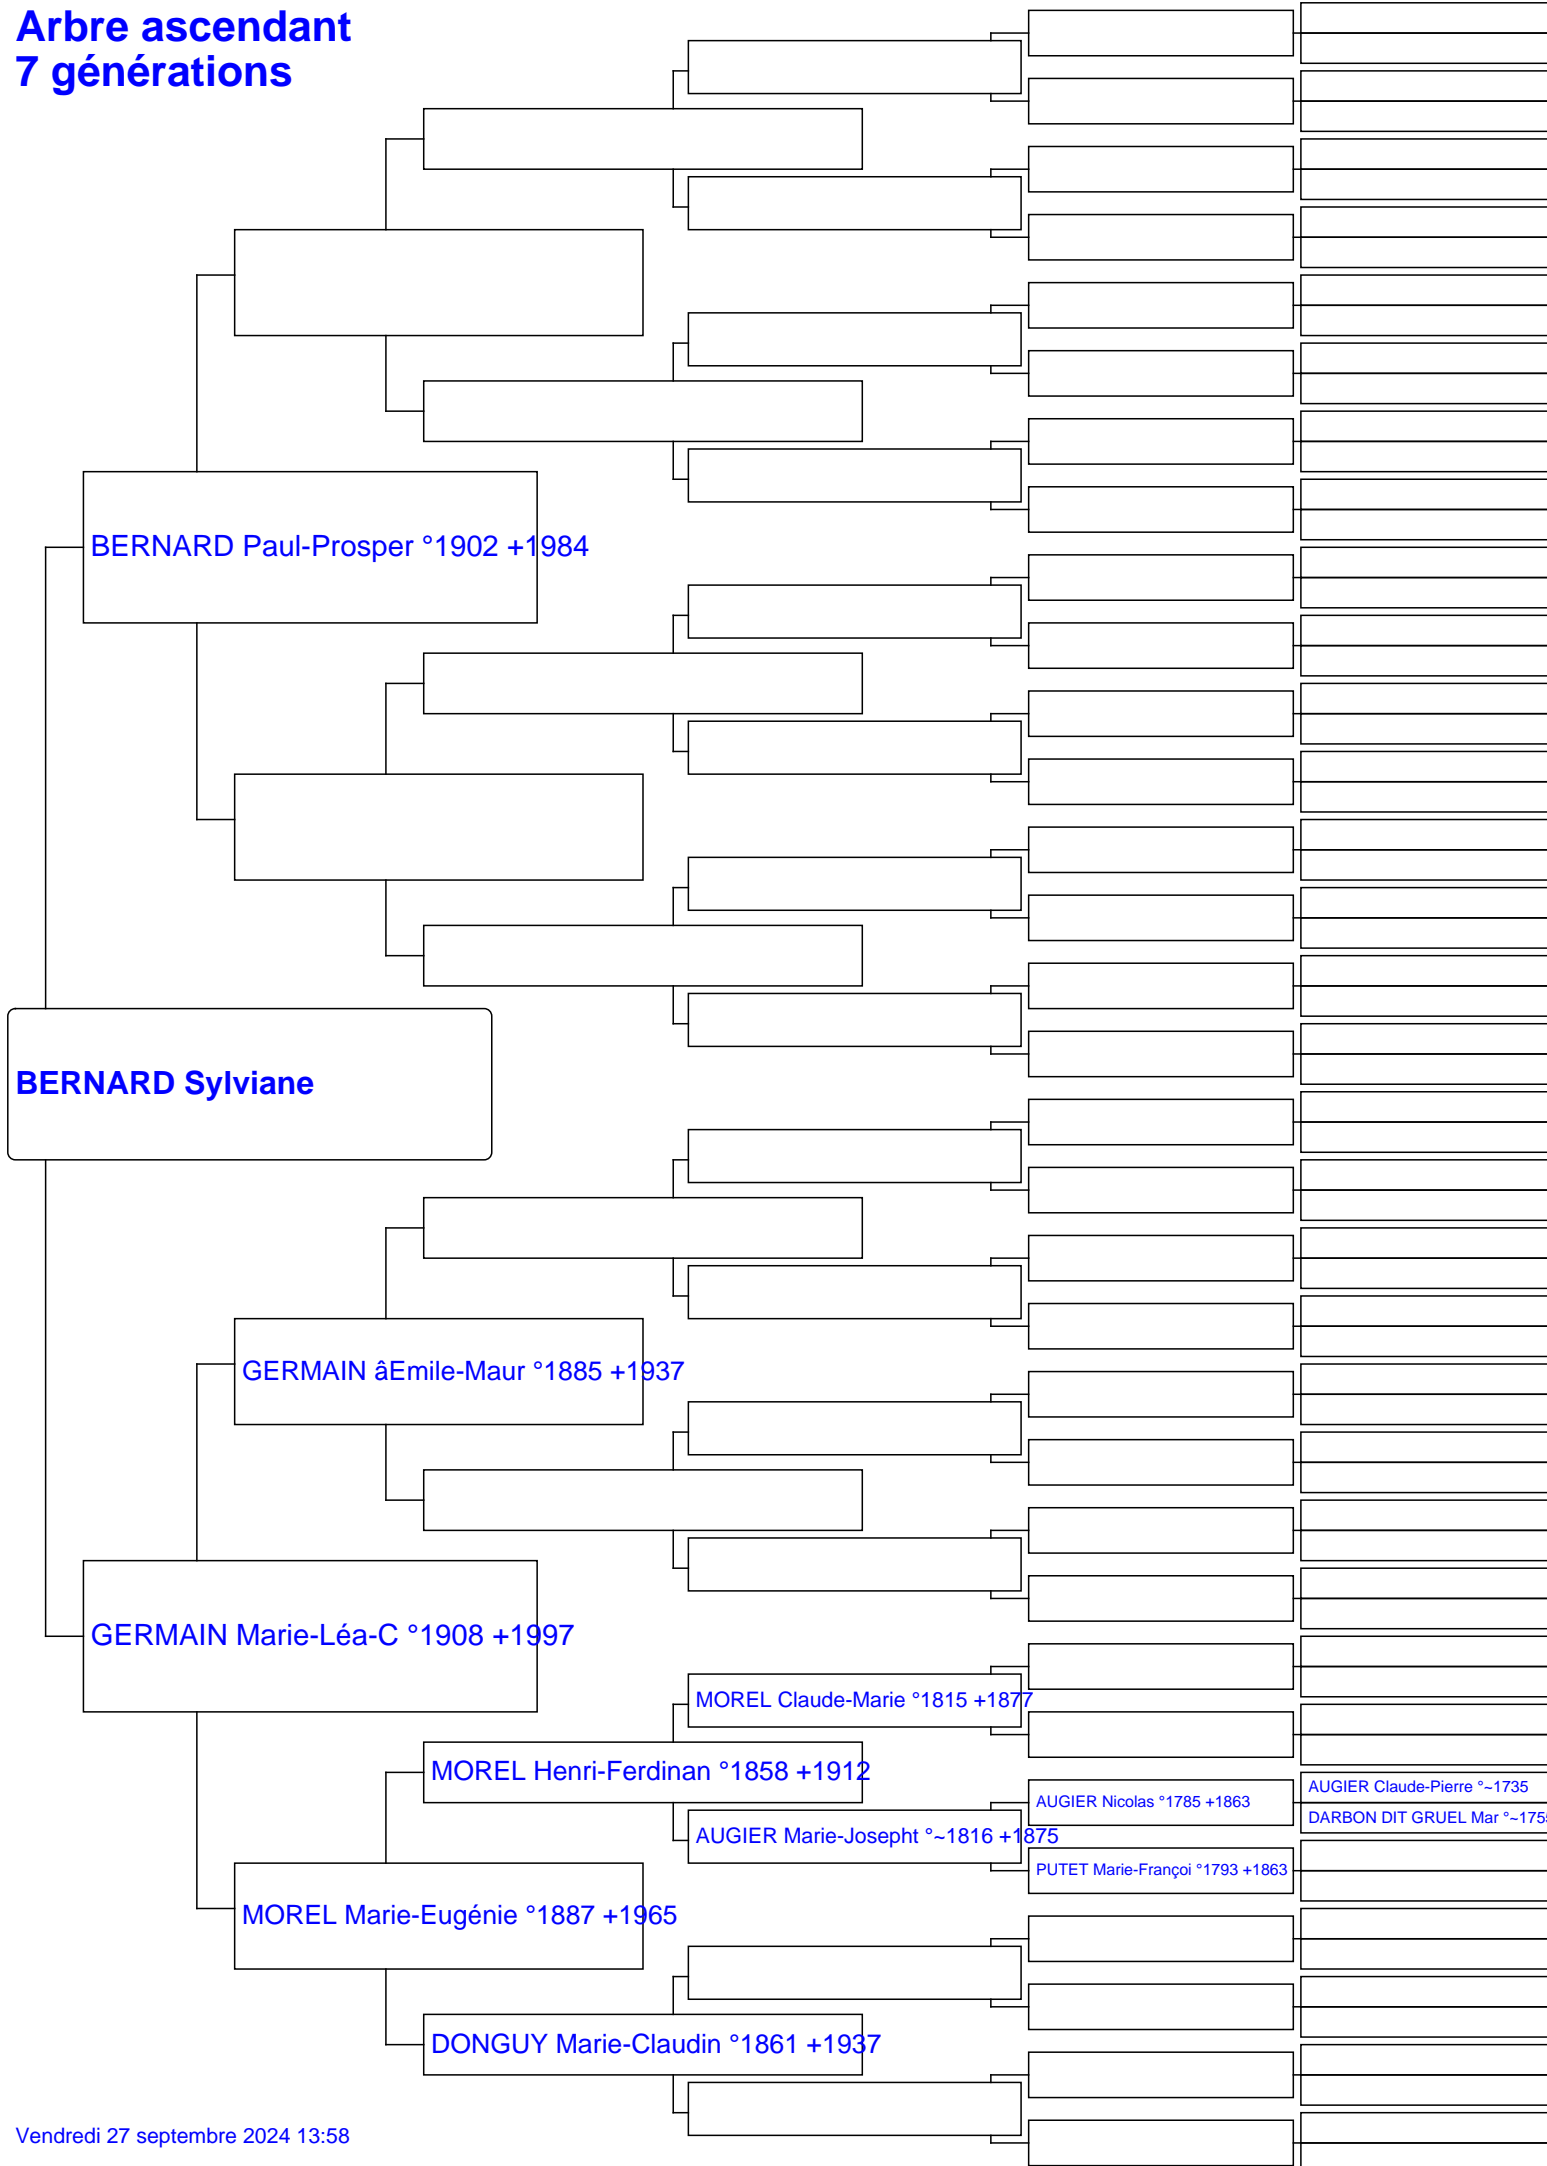 Arbre ascendant
7 générations
BERNARD Paul-Prosper °1902 +1984
BERNARD Sylviane
GERMAIN âEmile-Maur °1885 +1937
GERMAIN Marie-Léa-C °1908 +1997
MOREL Claude-Marie °1815 +1877
MOREL Henri-Ferdinan °1858 +1912
AUGIER Claude-Pierre °~1735
AUGIER Nicolas °1785 +1863
DARBON DIT GRUEL Mar °~1755
AUGIER Marie-Josepht °~1816 +1875
PUTET Marie-Françoi °1793 +1863
MOREL Marie-Eugénie °1887 +1965
DONGUY Marie-Claudin °1861 +1937
Vendredi 27 septembre 2024 13:58